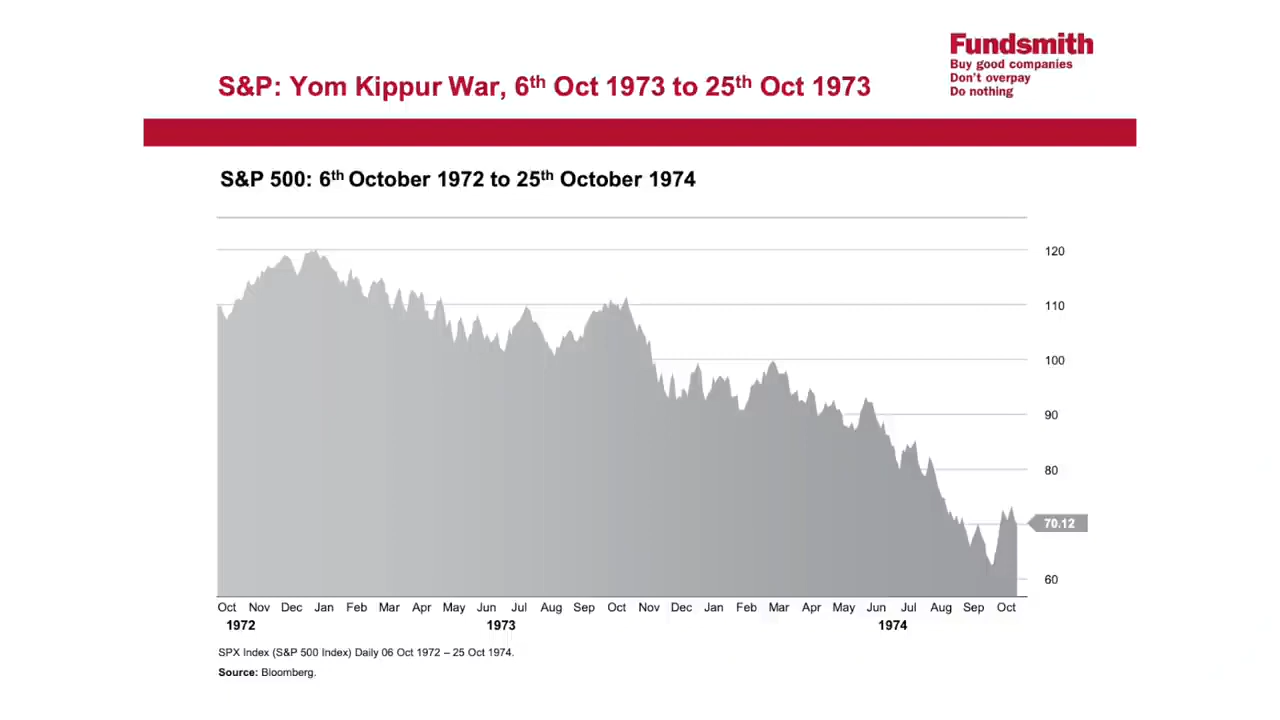 Fundsmith
Buy good companies
Don't overpay
Do nothing
S&P: Yom Kippur War, 6th Oct 1973 to 25th Oct 1973
S&P 500: 6th October 1972 to 25th October 1974
120
110
100
90
80
70.12
60
Oct Nov Dec Jan Feb Mar Apr May Jun Jul Aug Sep Oct Nov Dec Jan Feb Mar Apr May Jun Jul Aug Sep Oct
1972 1973 1974
SPX Index (S&P 500 Index) Daily 06 Oct 1972 – 25 Oct 1974.
Source: Bloomberg.